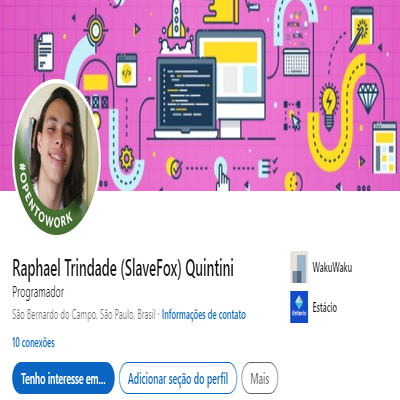 #OPENTOWORK
Raphael Trindade (SlaveFox) Quintini
Programador
São Bernardo do Campo, São Paulo, Brasil · Informações de contato
10 conexões
Tenho interesse em...
Adicionar seção do perfil
Mais
WakuWaku
Estácio
Estácio